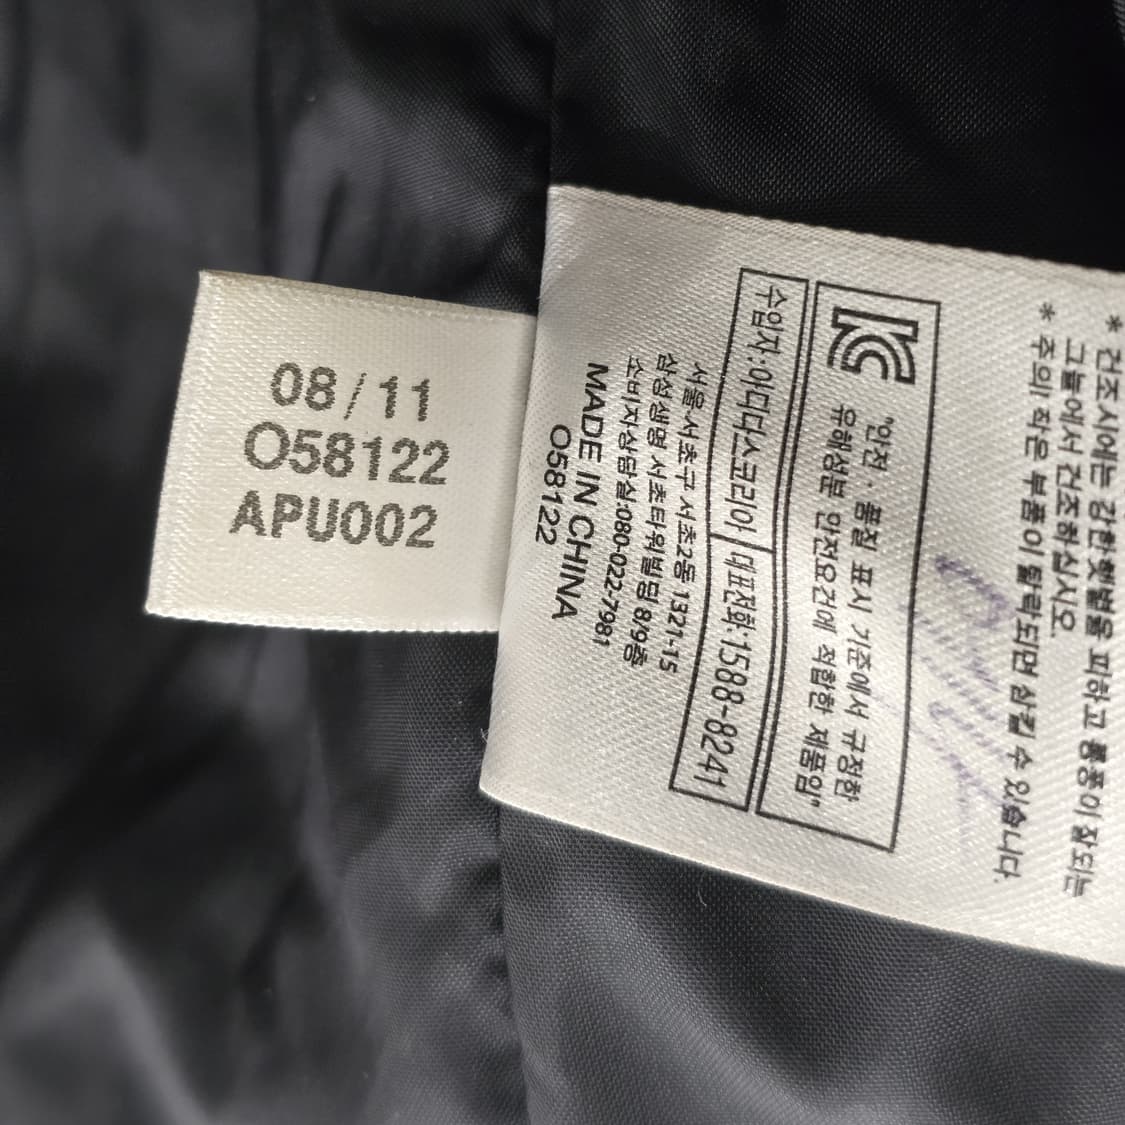 08/11
O58122
APU002
* 건조시에는 강한햇볕을 피하고 통풍이 잘되는
그늘에서 건조하십시오.
* 주의:작은 부품이 탈락되면 삼킬 수 있습니다.
KC
"안전 · 품질 표시 기준에서 규정한
유해성분 안전요건에 적합한 제품임"
수입자:아디다스코리아 대표전화:1588-8241
서울.서초구 서초2동 1321-15
삼성생명 서초타워빌딩 8/9층
소비자상담실:080-022-7981
MADE IN CHINA
O58122